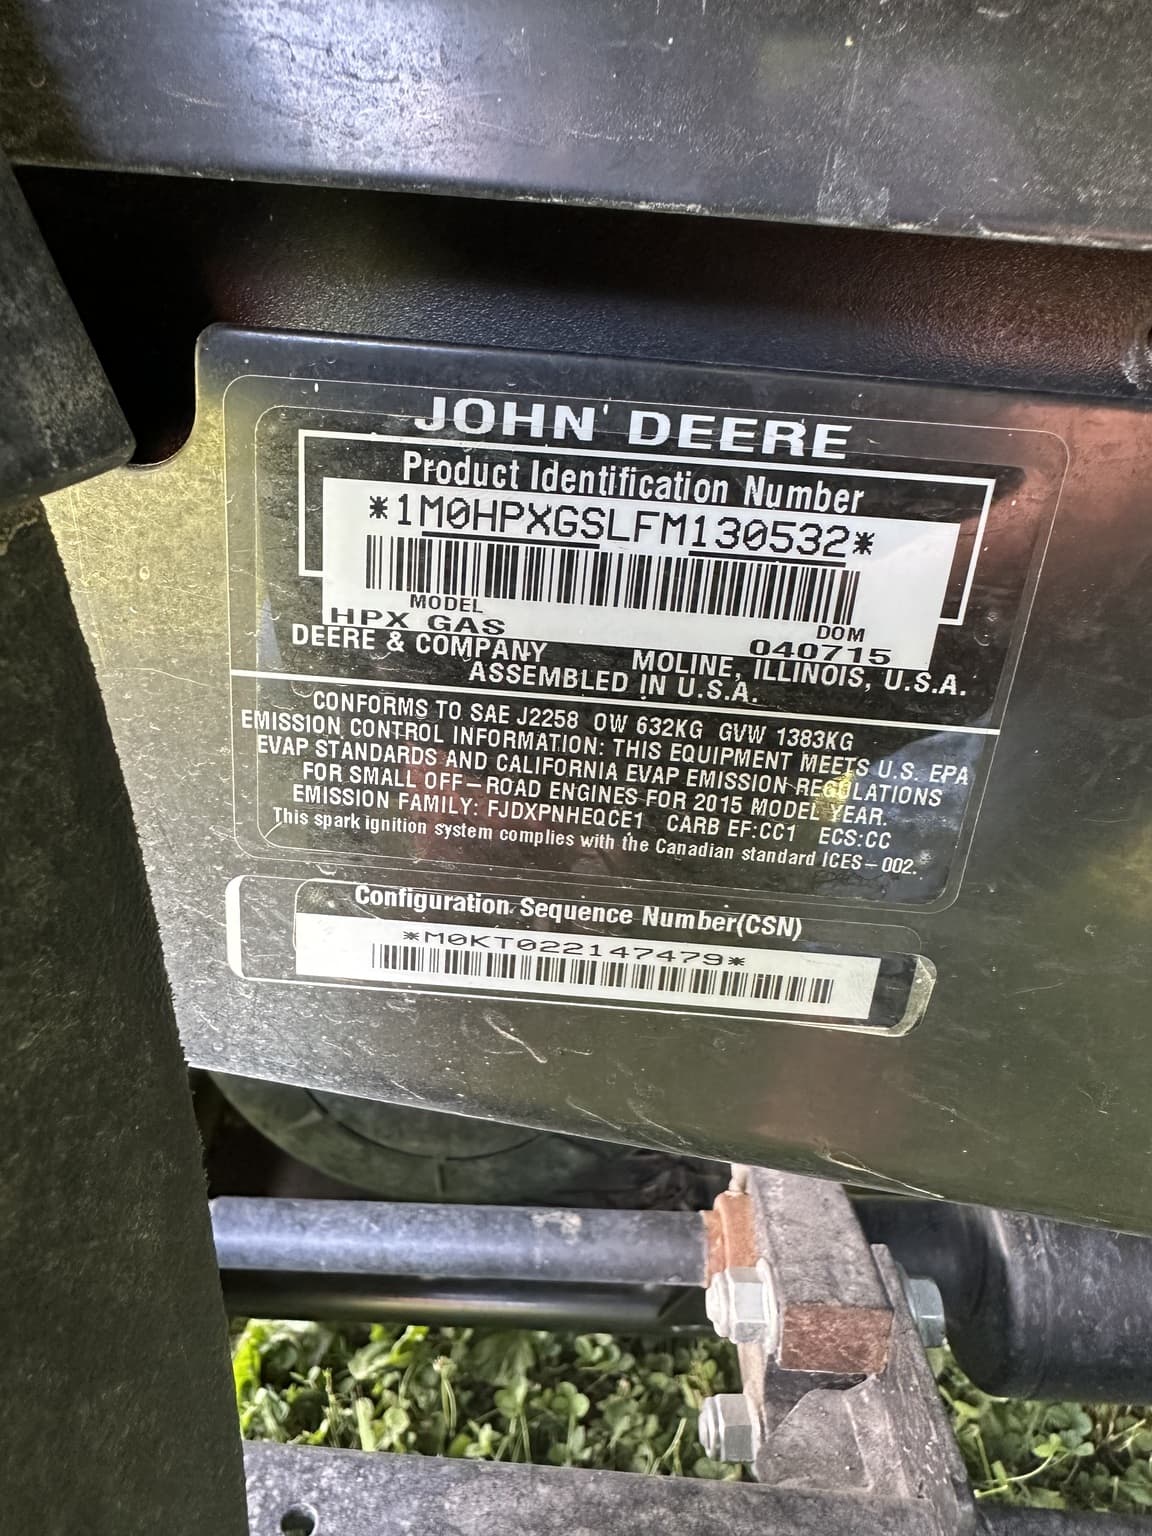 JOHN DEERE
Product Identification Number
*1M0HPXGSLFM130532*
MODEL
HPX GAS
DOM
040715
DEERE & COMPANY MOLINE, ILLINOIS, U.S.A.
ASSEMBLED IN U.S.A.
CONFORMS TO SAE J2258 OW 632KG GVW 1383KG
EMISSION CONTROL INFORMATION: THIS EQUIPMENT MEETS U.S. EPA
EVAP STANDARDS AND CALIFORNIA EVAP EMISSION REGULATIONS
FOR SMALL OFF-ROAD ENGINES FOR 2015 MODEL YEAR.
EMISSION FAMILY: FJDXPNHEQCE1 CARB EF:CC1 ECS:CC
This spark ignition system complies with the Canadian standard ICES-002.
Configuration Sequence Number(CSN)
*M0KT022147479*